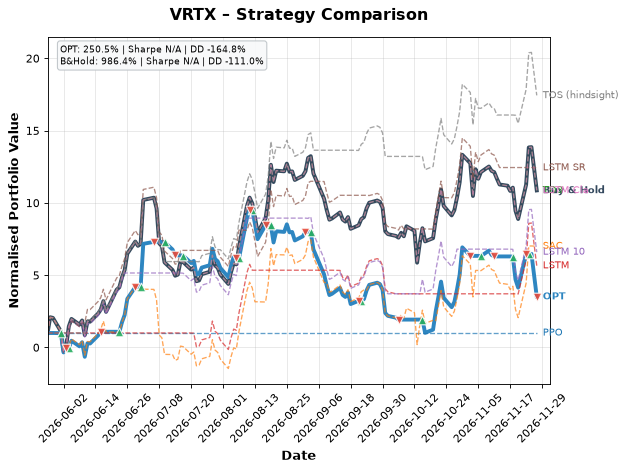 VRTX – Strategy Comparison
OPT: 250.5% | Sharpe N/A | DD -164.8%
B&Hold: 986.4% | Sharpe N/A | DD -111.0%
Normalised Portfolio Value
20
15
10
5
0
TOS (hindsight)
LSTM SR
Buy & Hold
SAC
LSTM 10
LSTM
OPT
PPO
2026-06-02
2026-06-14
2026-06-26
2026-07-08
2026-07-20
2026-08-01
2026-08-13
2026-08-25
2026-09-06
2026-09-18
2026-09-30
2026-10-12
2026-10-24
2026-11-05
2026-11-17
2026-11-29
Date